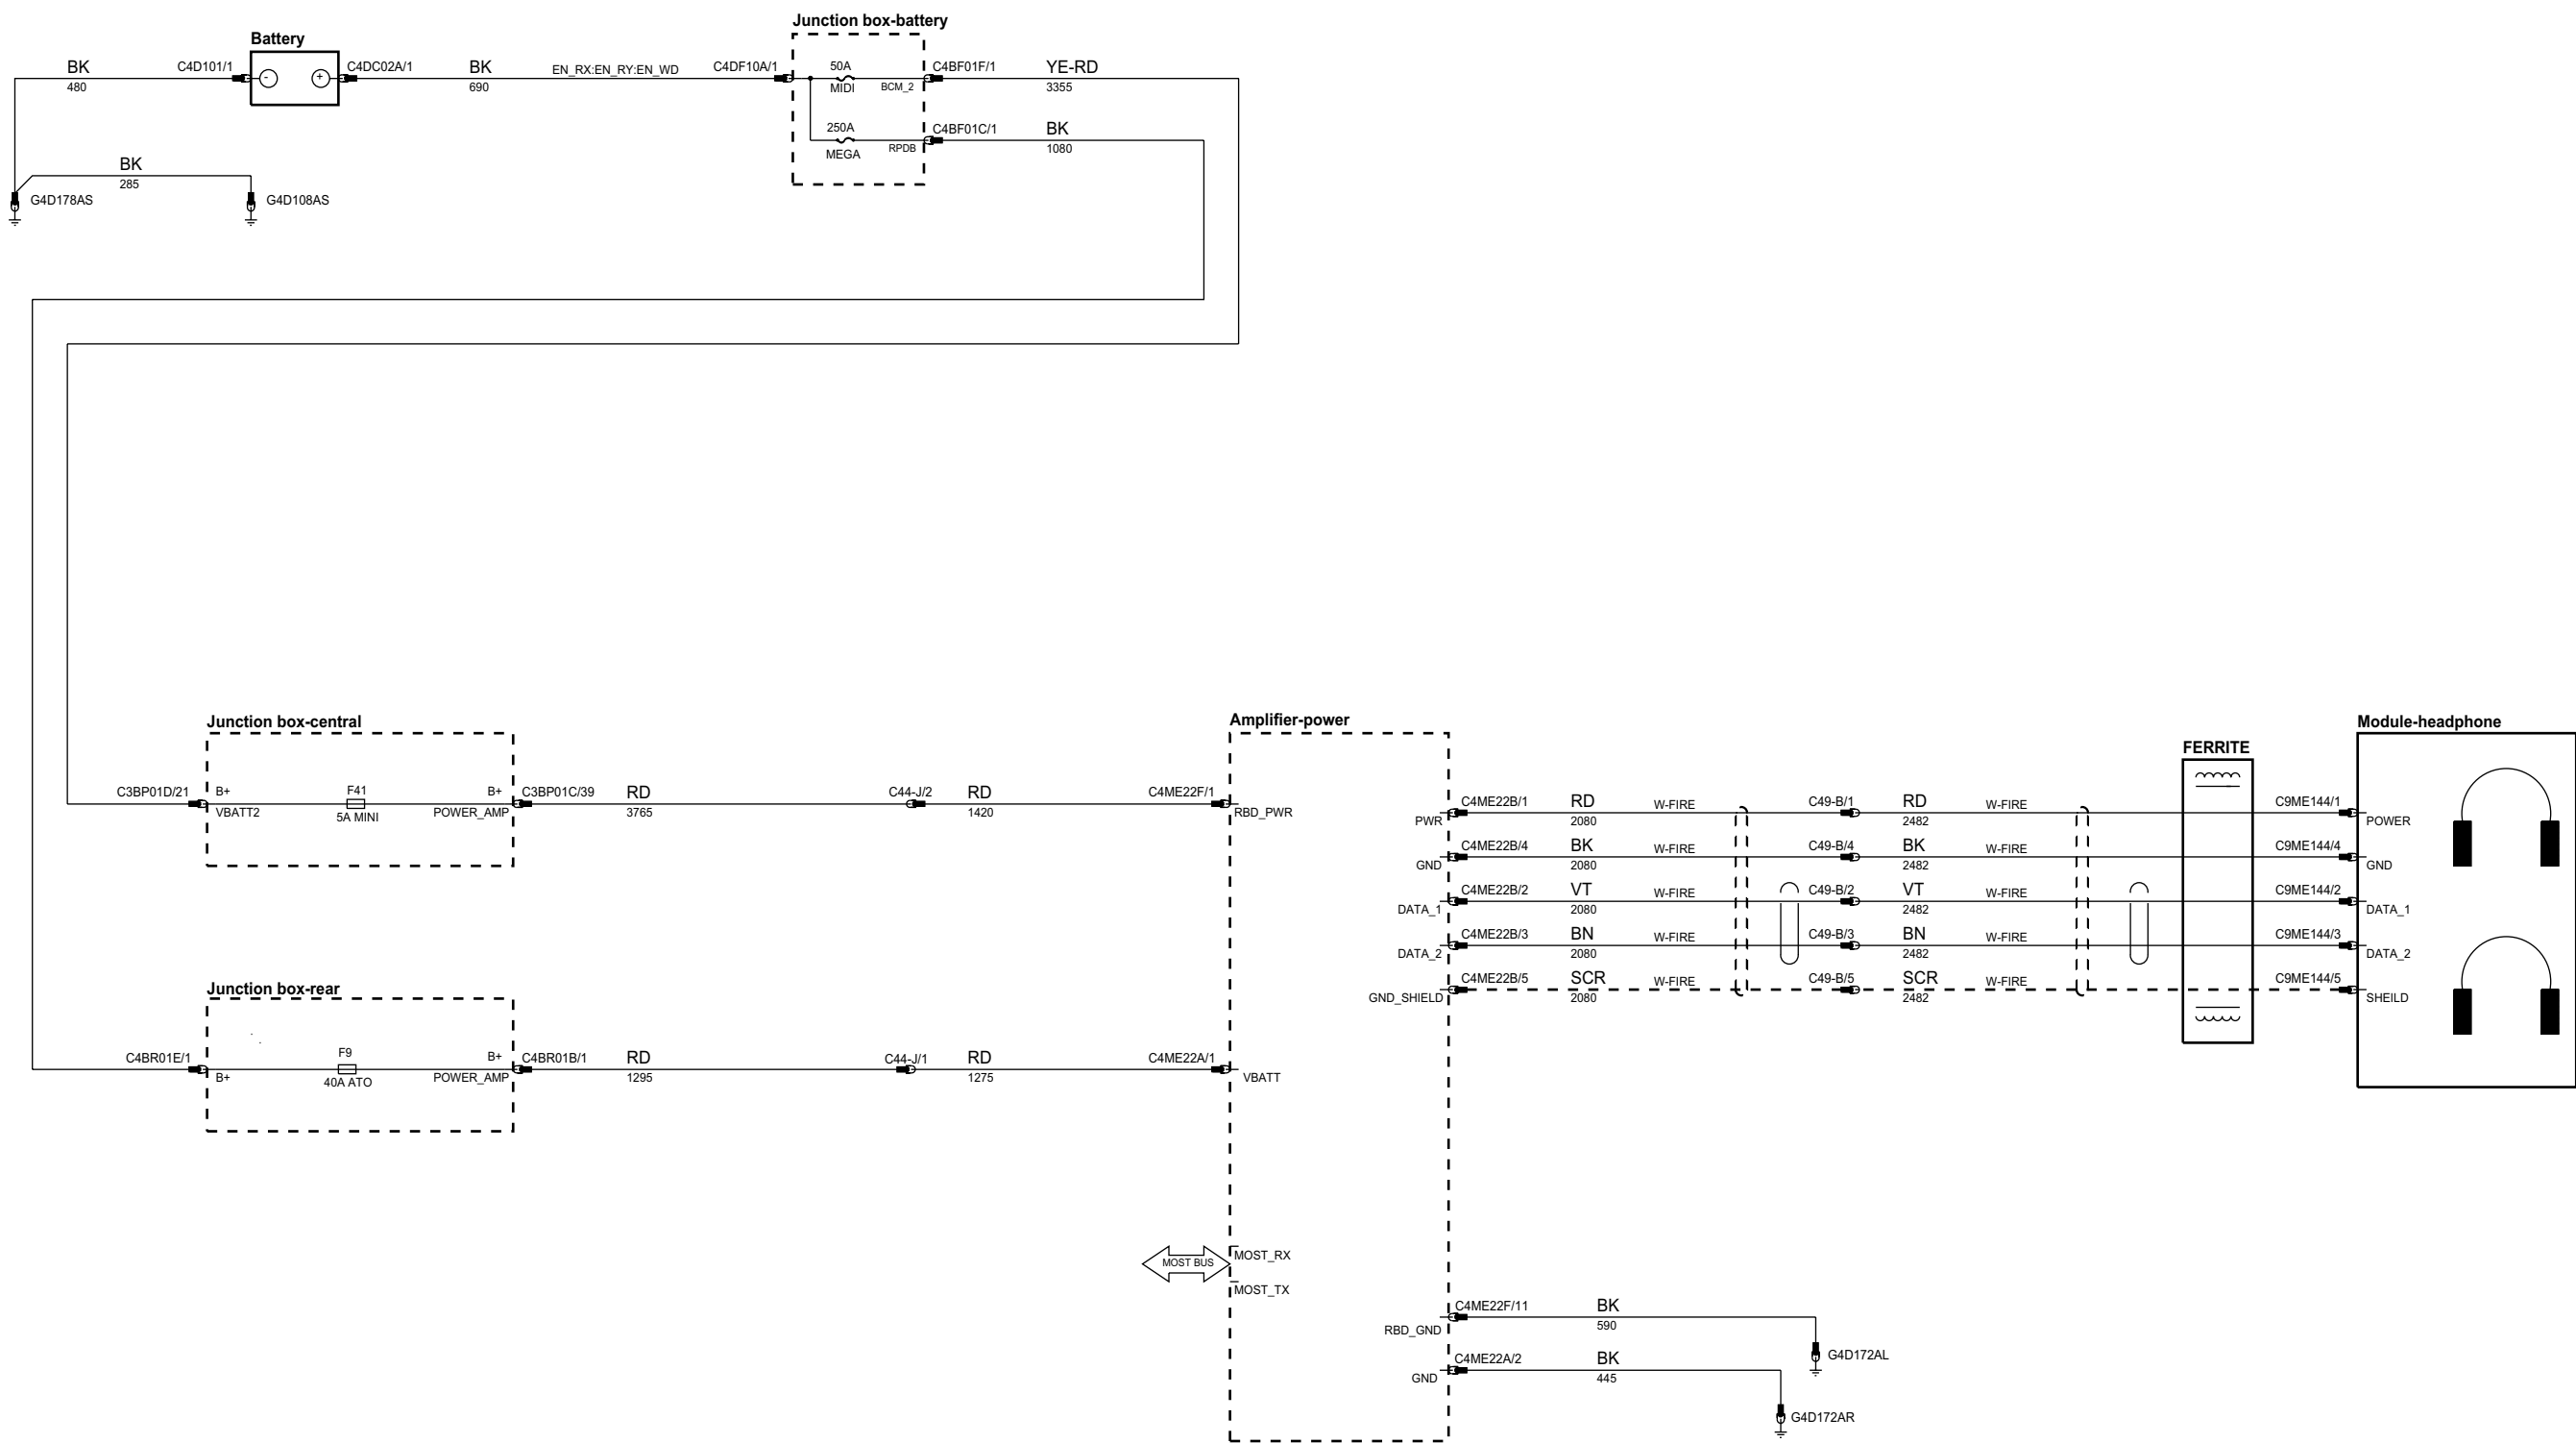 Junction box-battery
Battery
BK
480
C4D101/1
-
+
C4DC02A/1
BK
690
EN_RX:EN_RY:EN_WD
C4DF10A/1
50A
MIDI
BCM_2
C4BF01F/1
YE-RD
3355
250A
MEGA
RPDB
C4BF01C/1
BK
1080
BK
285
G4D178AS
G4D108AS
Junction box-central
C3BP01D/21
B+
VBATT2
F41
5A MINI
B+
POWER_AMP
C3BP01C/39
RD
3765
C44-J/2
RD
1420
C4ME22F/1
Amplifier-power
RBD_PWR
PWR
C4ME22B/1
RD
2080
W-FIRE
C49-B/1
RD
2482
W-FIRE
FERRITE
C9ME144/1
Module-headphone
POWER
GND
C4ME22B/4
BK
2080
W-FIRE
C49-B/4
BK
2482
W-FIRE
C9ME144/4
GND
DATA_1
C4ME22B/2
VT
2080
W-FIRE
C49-B/2
VT
2482
W-FIRE
C9ME144/2
DATA_1
DATA_2
C4ME22B/3
BN
2080
W-FIRE
C49-B/3
BN
2482
W-FIRE
C9ME144/3
DATA_2
GND_SHIELD
C4ME22B/5
SCR
2080
W-FIRE
C49-B/5
SCR
2482
W-FIRE
C9ME144/5
SHEILD
Junction box-rear
C4BR01E/1
B+
F9
40A ATO
B+
POWER_AMP
C4BR01B/1
RD
1295
C44-J/1
RD
1275
C4ME22A/1
VBATT
MOST BUS
MOST_RX
MOST_TX
RBD_GND
C4ME22F/11
BK
590
G4D172AL
GND
C4ME22A/2
BK
445
G4D172AR